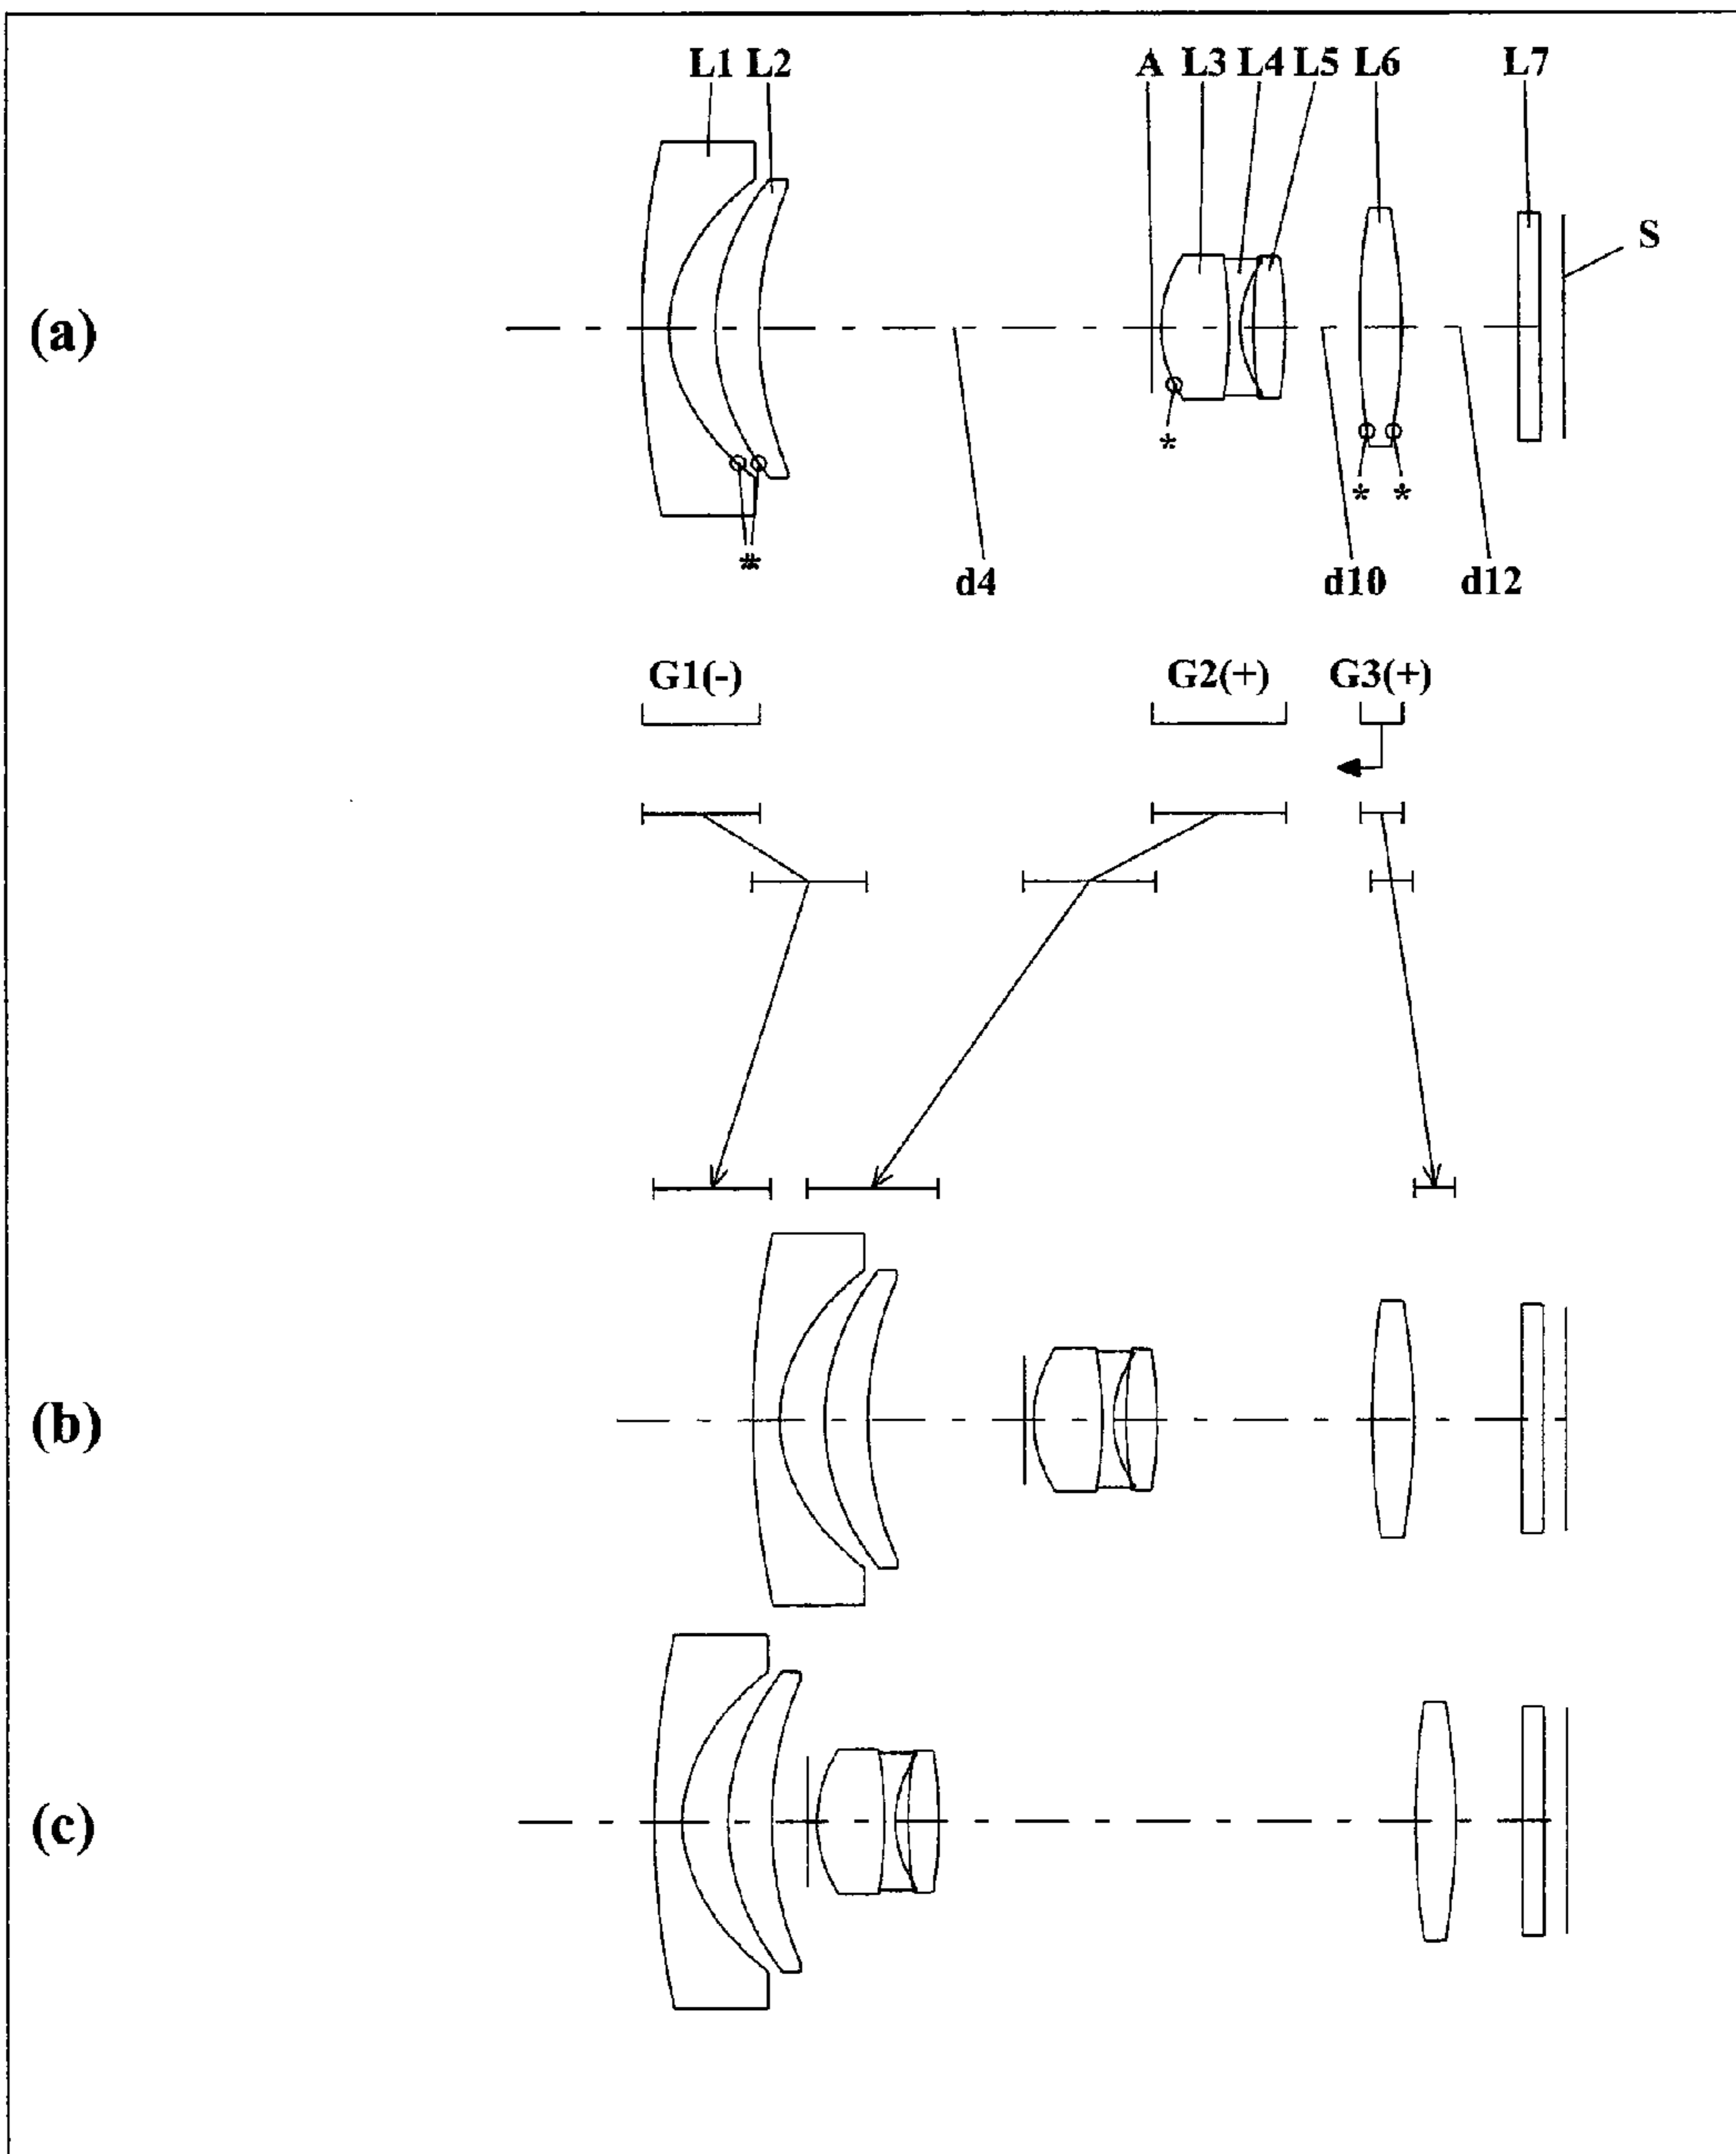 L1 L2 A L3 L4 L5 L6 L7
S
(a)
*
* *
* *
d4 d10 d12
G1(-) G2(+) G3(+)
(b)
(c)